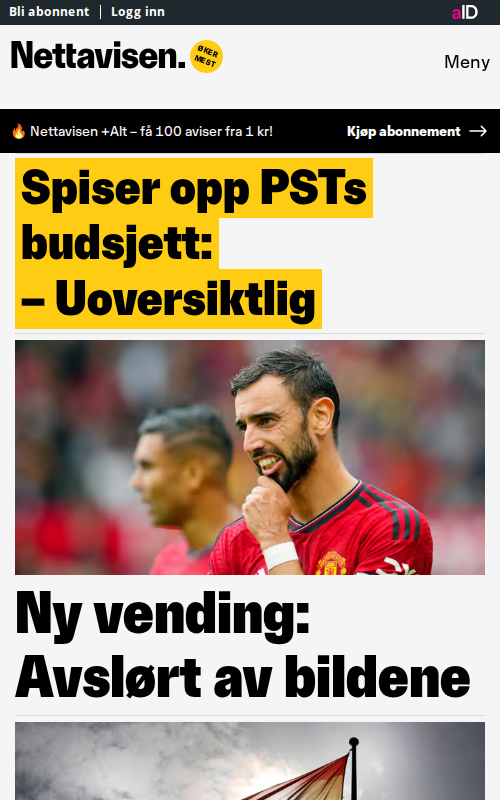 Bli abonnent
Logg inn
aID
Nettavisen.
ØKER
MEST
Meny
Nettavisen +Alt – få 100 aviser fra 1 kr!
Kjøp abonnement
Spiser opp PSTs
budsjett:
– Uoversiktlig
Ny vending:
Avslørt av bildene